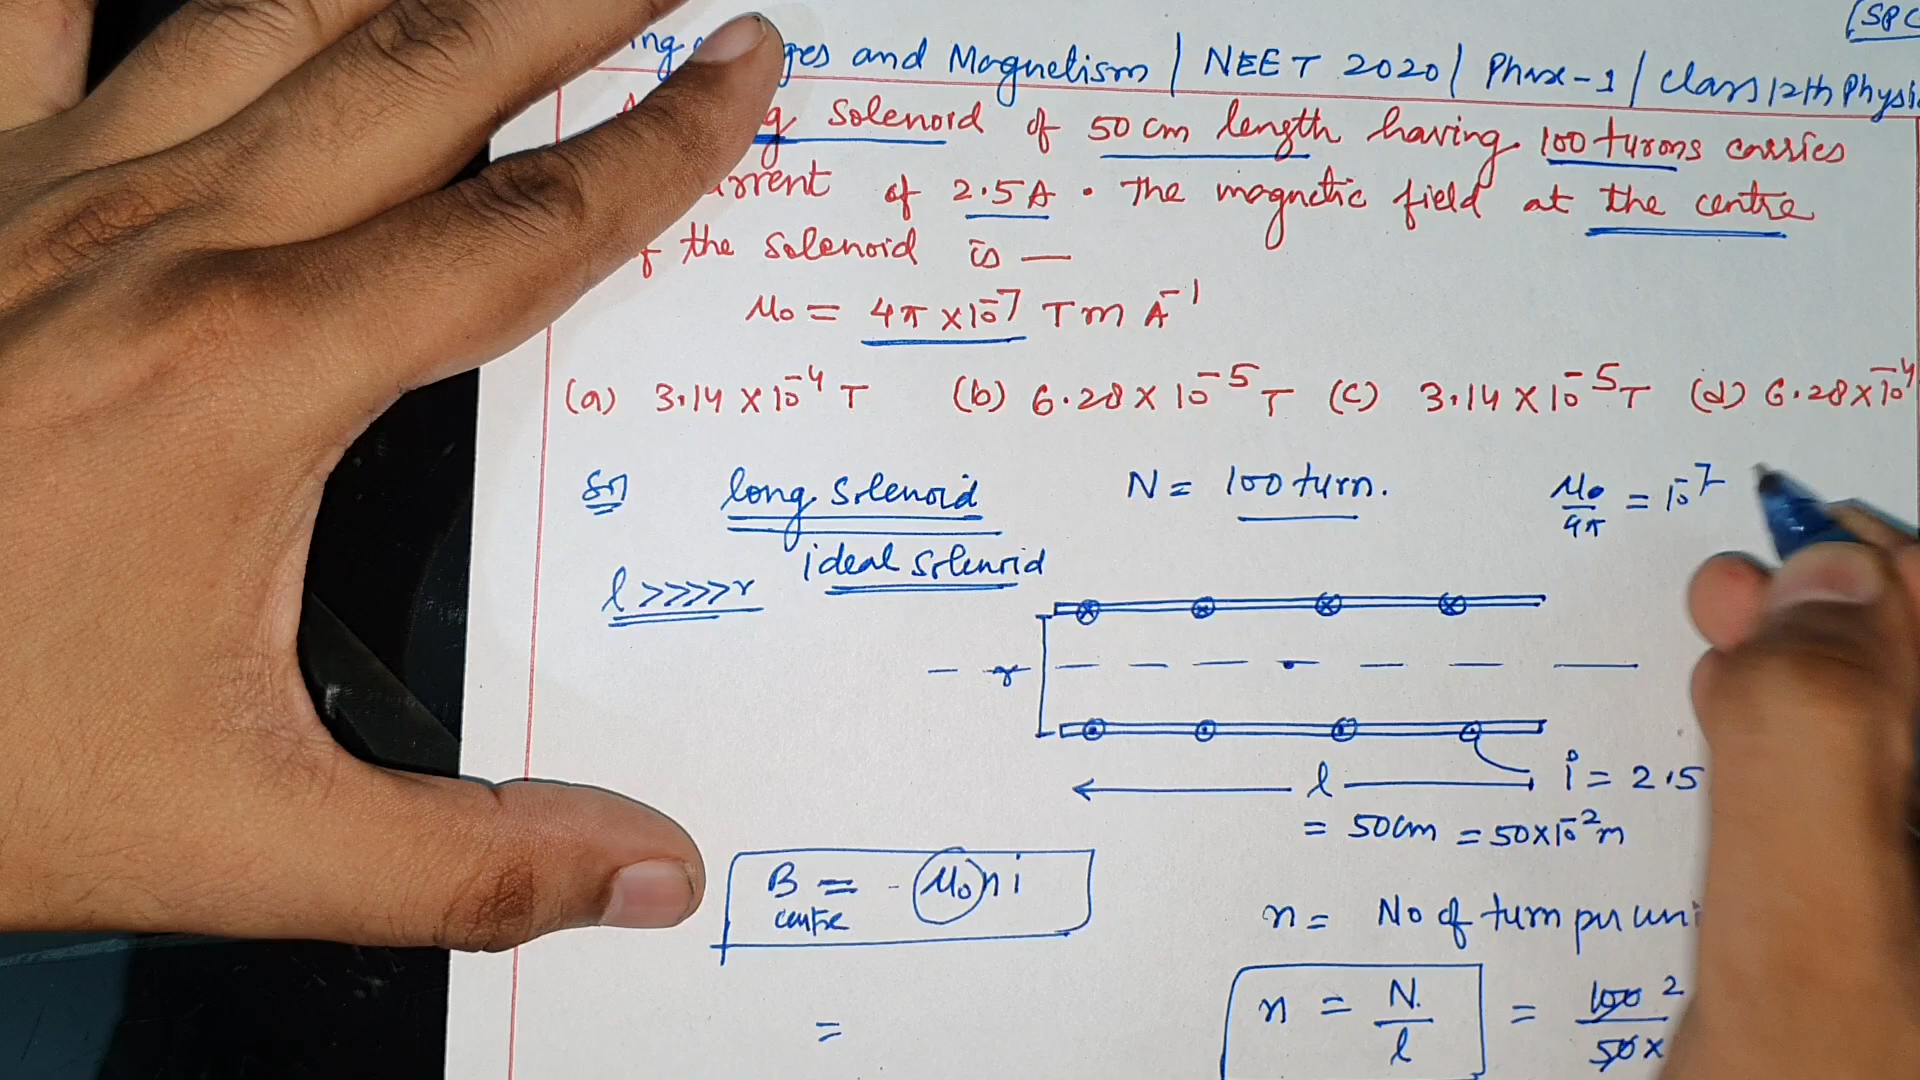 [SPC
and Magnetism | NEET 2020 | Phase-1 | Class 12th Physi
Solenoid of 50 cm length having 100 turns carries
of 2.5A . The magnetic field at the centre
the solenoid is —
μ₀ = 4π × 10⁻⁷ T m A⁻¹
(a) 3.14 × 10⁻⁴ T (b) 6.28 × 10⁻⁵ T (c) 3.14 × 10⁻⁵ T (d) 6.28 × 10⁻⁴
Sol long solenoid N = 100 turn. μ₀/4π = 10⁻⁷
ideal solenoid
l >>>>> r
r
l i = 2.5
= 50cm = 50×10⁻² m
B centre = μ₀ n i
n = No of turn per uni
n = N/l = 100 2 / 50 ×
=